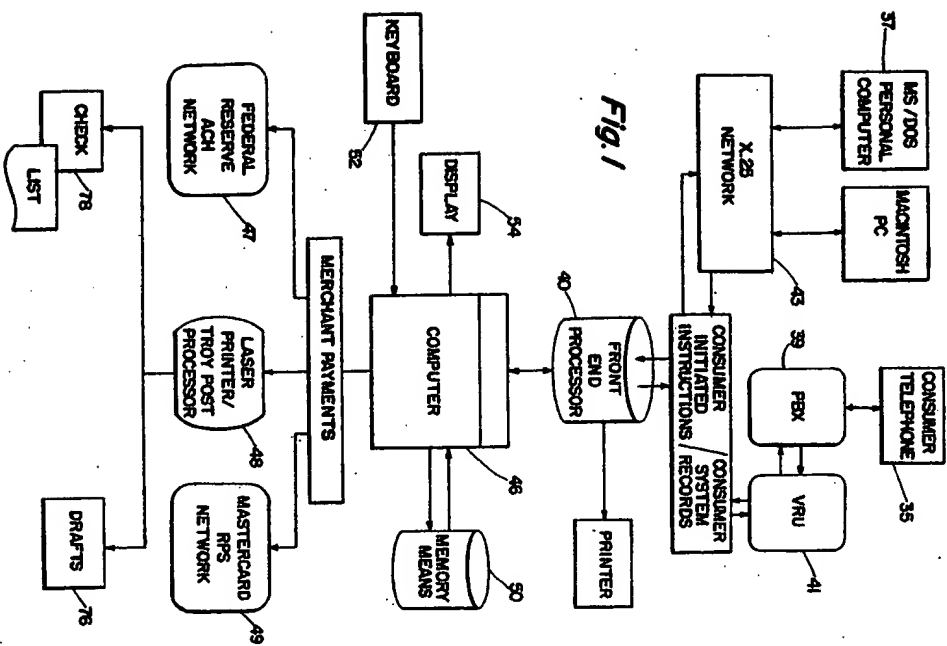 37
MS/DOS
PERSONAL
COMPUTER
MACINTOSH
PC
CONSUMER
TELEPHONE
35
X.25
NETWORK
43
39
PBX
VRU
41
Fig. 1
CONSUMER
INITIATED
INSTRUCTIONS
/
CONSUMER
SYSTEM
RECORDS
40
FRONT
END
PROCESSOR
PRINTER
54
DISPLAY
KEYBOARD
52
COMPUTER
46
MEMORY
MEANS
50
MERCHANT PAYMENTS
FEDERAL
RESERVE
ACH
NETWORK
47
LASER
PRINTER/
TROY POST
PROCESSOR
48
MASTERCARD
RPS
NETWORK
49
CHECK
78
LIST
DRAFTS
76